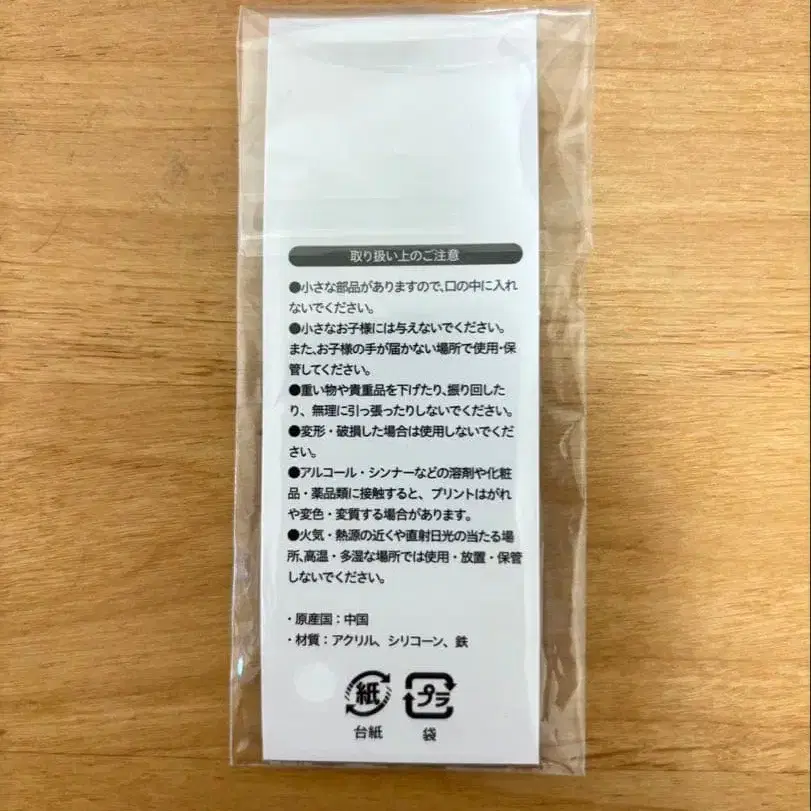 取り扱い上のご注意
●小さな部品がありますので、口の中に入れ
ないでください。
●小さなお子様には与えないでください。
また、お子様の手が届かない場所で使用・保
管してください。
●重い物や貴重品を下げたり、振り回した
り、無理に引っ張ったりしないでください。
●変形・破損した場合は使用しないでくだ
さい。
●アルコール・シンナーなどの溶剤や化粧
品・薬品類に接触すると、プリントはがれ
や変色・変質する場合があります。
●火気・熱源の近くや直射日光の当たる場
所、高温・多湿な場所では使用・放置・保管
しないでください。
・原産国：中国
・材質：アクリル、シリコーン、鉄
紙 プラ
台紙 袋